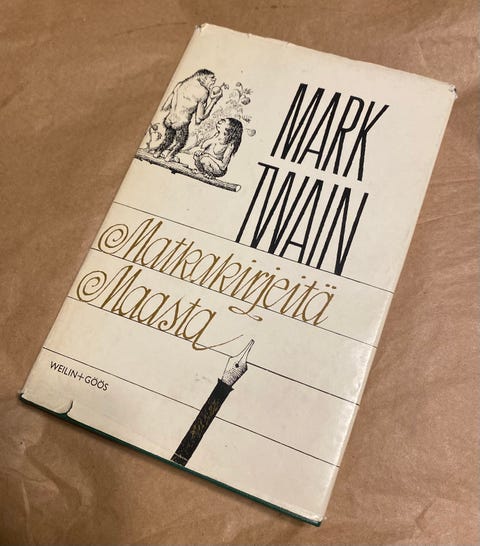 MARK
TWAIN
Matkakirjeitä
Maasta
WEILIN+GÖÖS